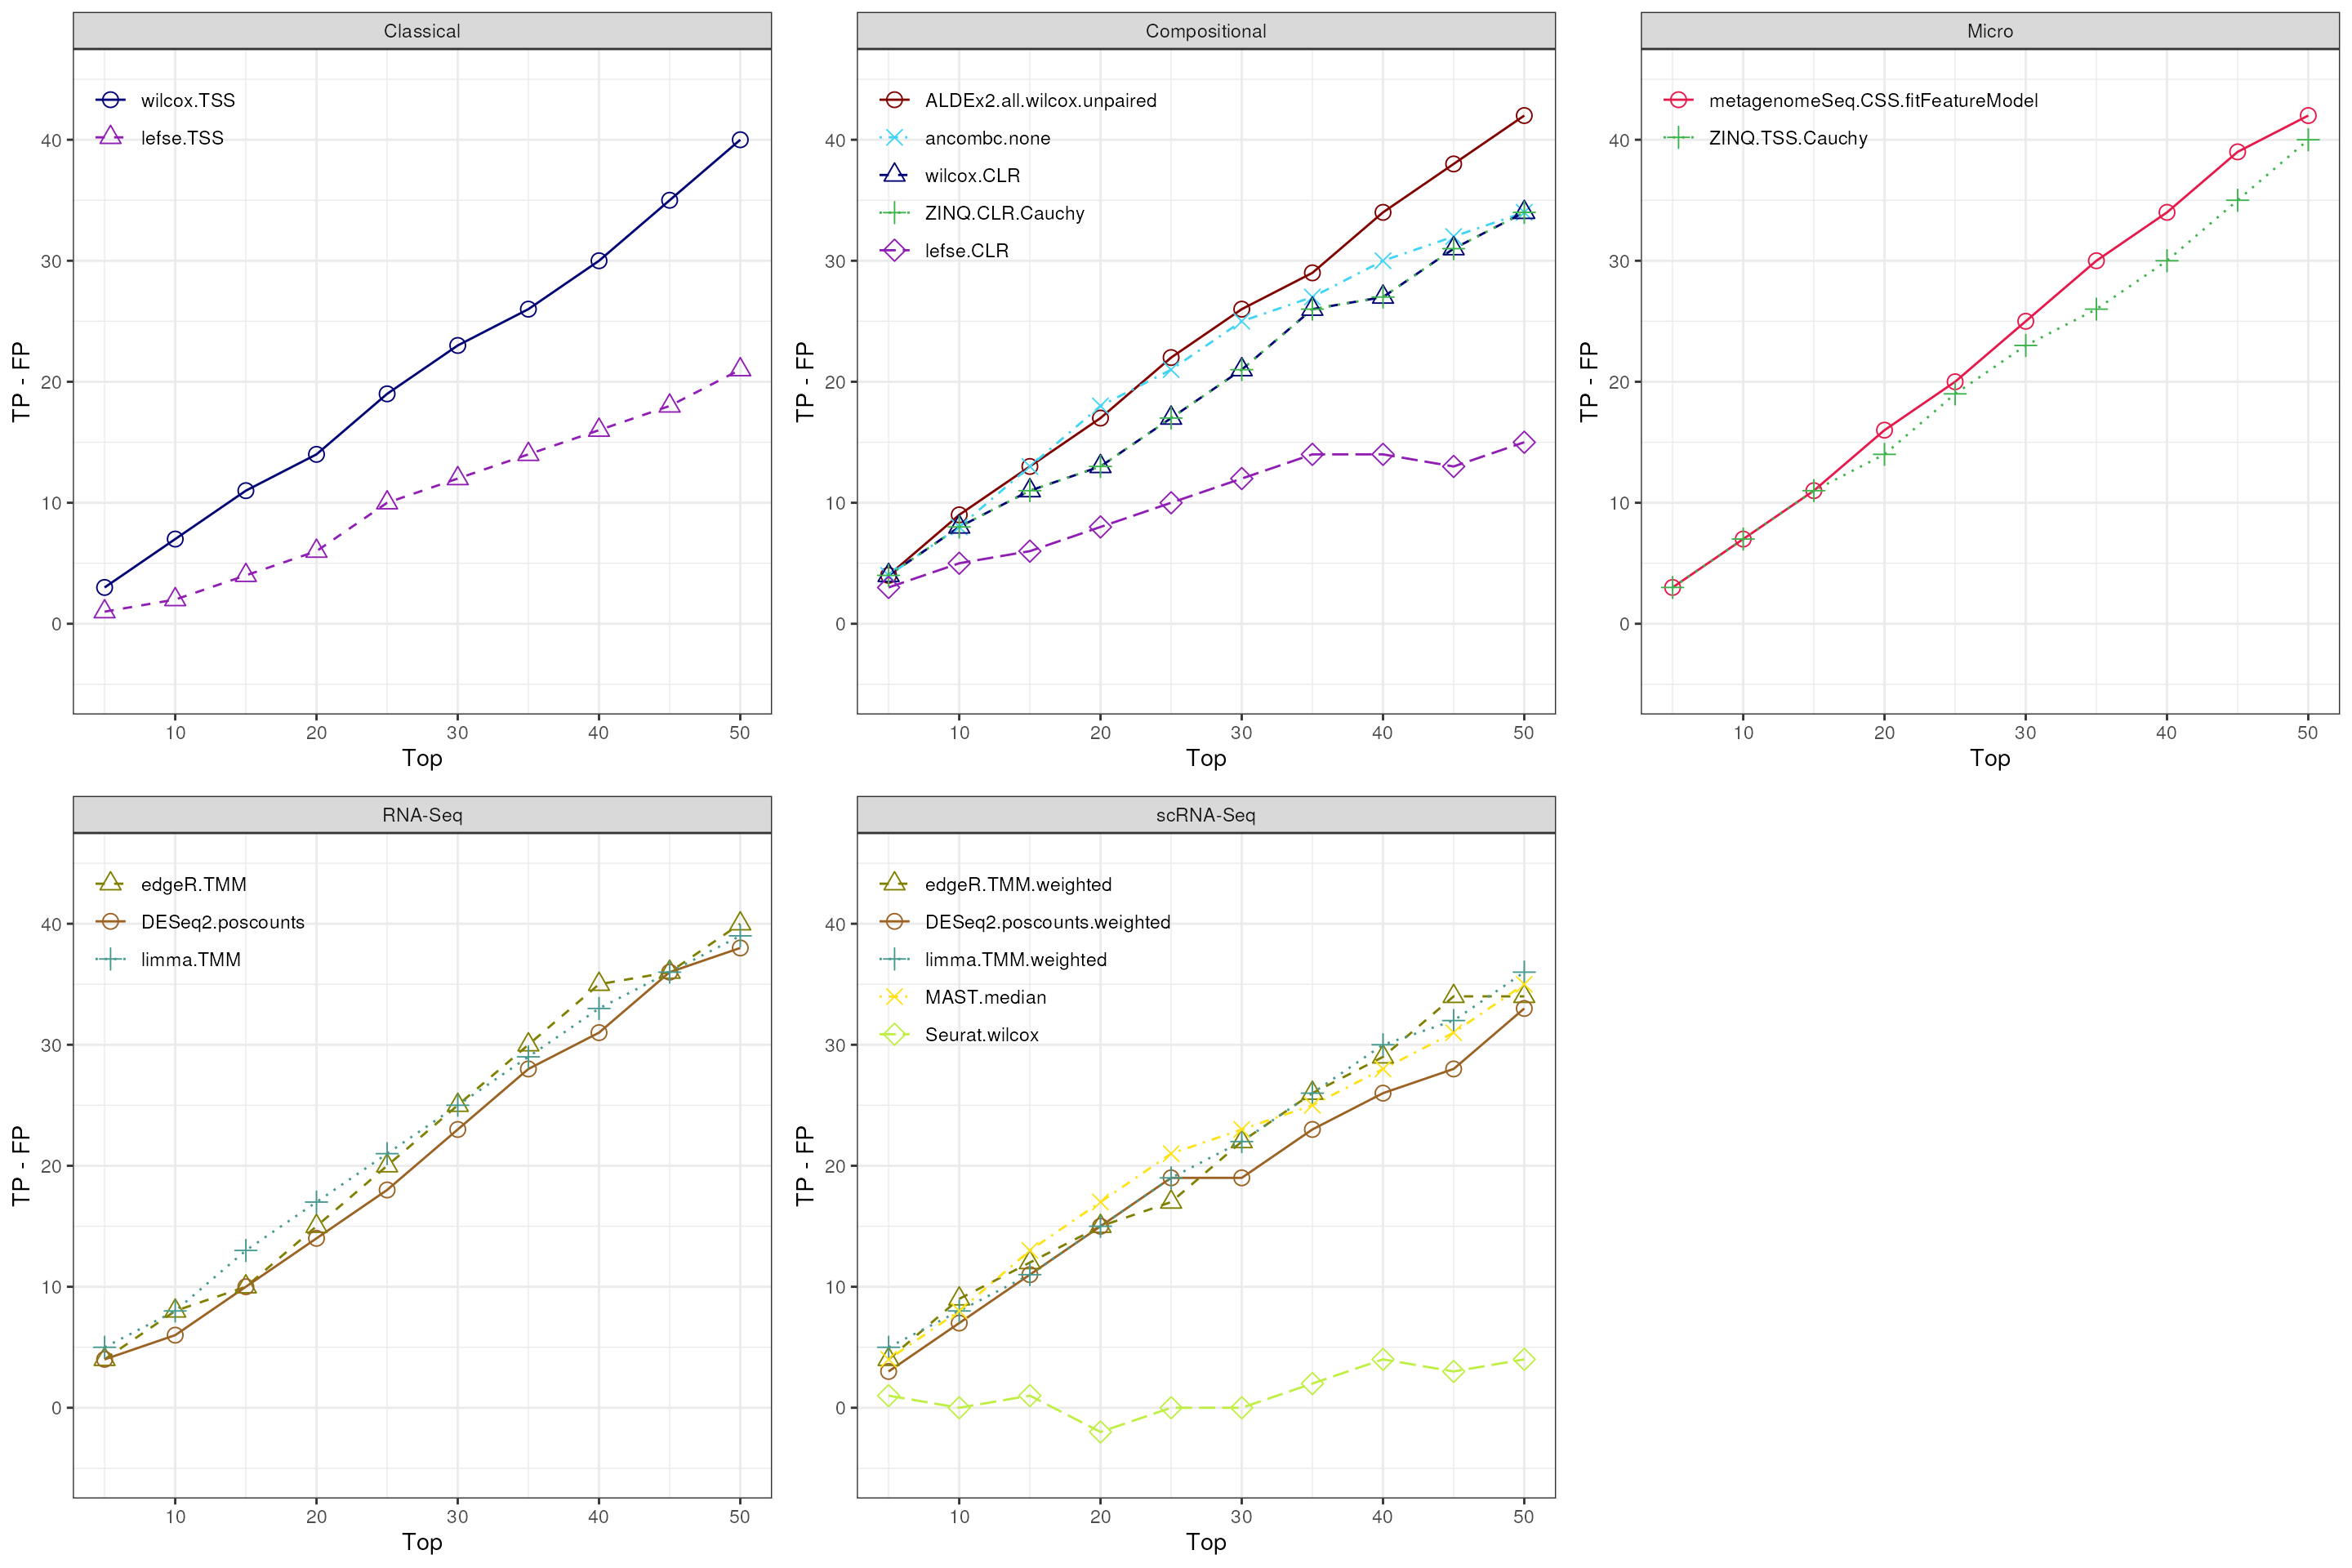 Classical
wilcox.TSS
lefse.TSS
TP - FP
40
30
20
10
0
10 20 30 40 50
Top
Compositional
ALDEx2.all.wilcox.unpaired
ancombc.none
wilcox.CLR
ZINQ.CLR.Cauchy
lefse.CLR
TP - FP
40
30
20
10
0
10 20 30 40 50
Top
Micro
metagenomeSeq.CSS.fitFeatureModel
ZINQ.TSS.Cauchy
TP - FP
40
30
20
10
0
10 20 30 40 50
Top
RNA-Seq
edgeR.TMM
DESeq2.poscounts
limma.TMM
TP - FP
40
30
20
10
0
10 20 30 40 50
Top
scRNA-Seq
edgeR.TMM.weighted
DESeq2.poscounts.weighted
limma.TMM.weighted
MAST.median
Seurat.wilcox
TP - FP
40
30
20
10
0
10 20 30 40 50
Top